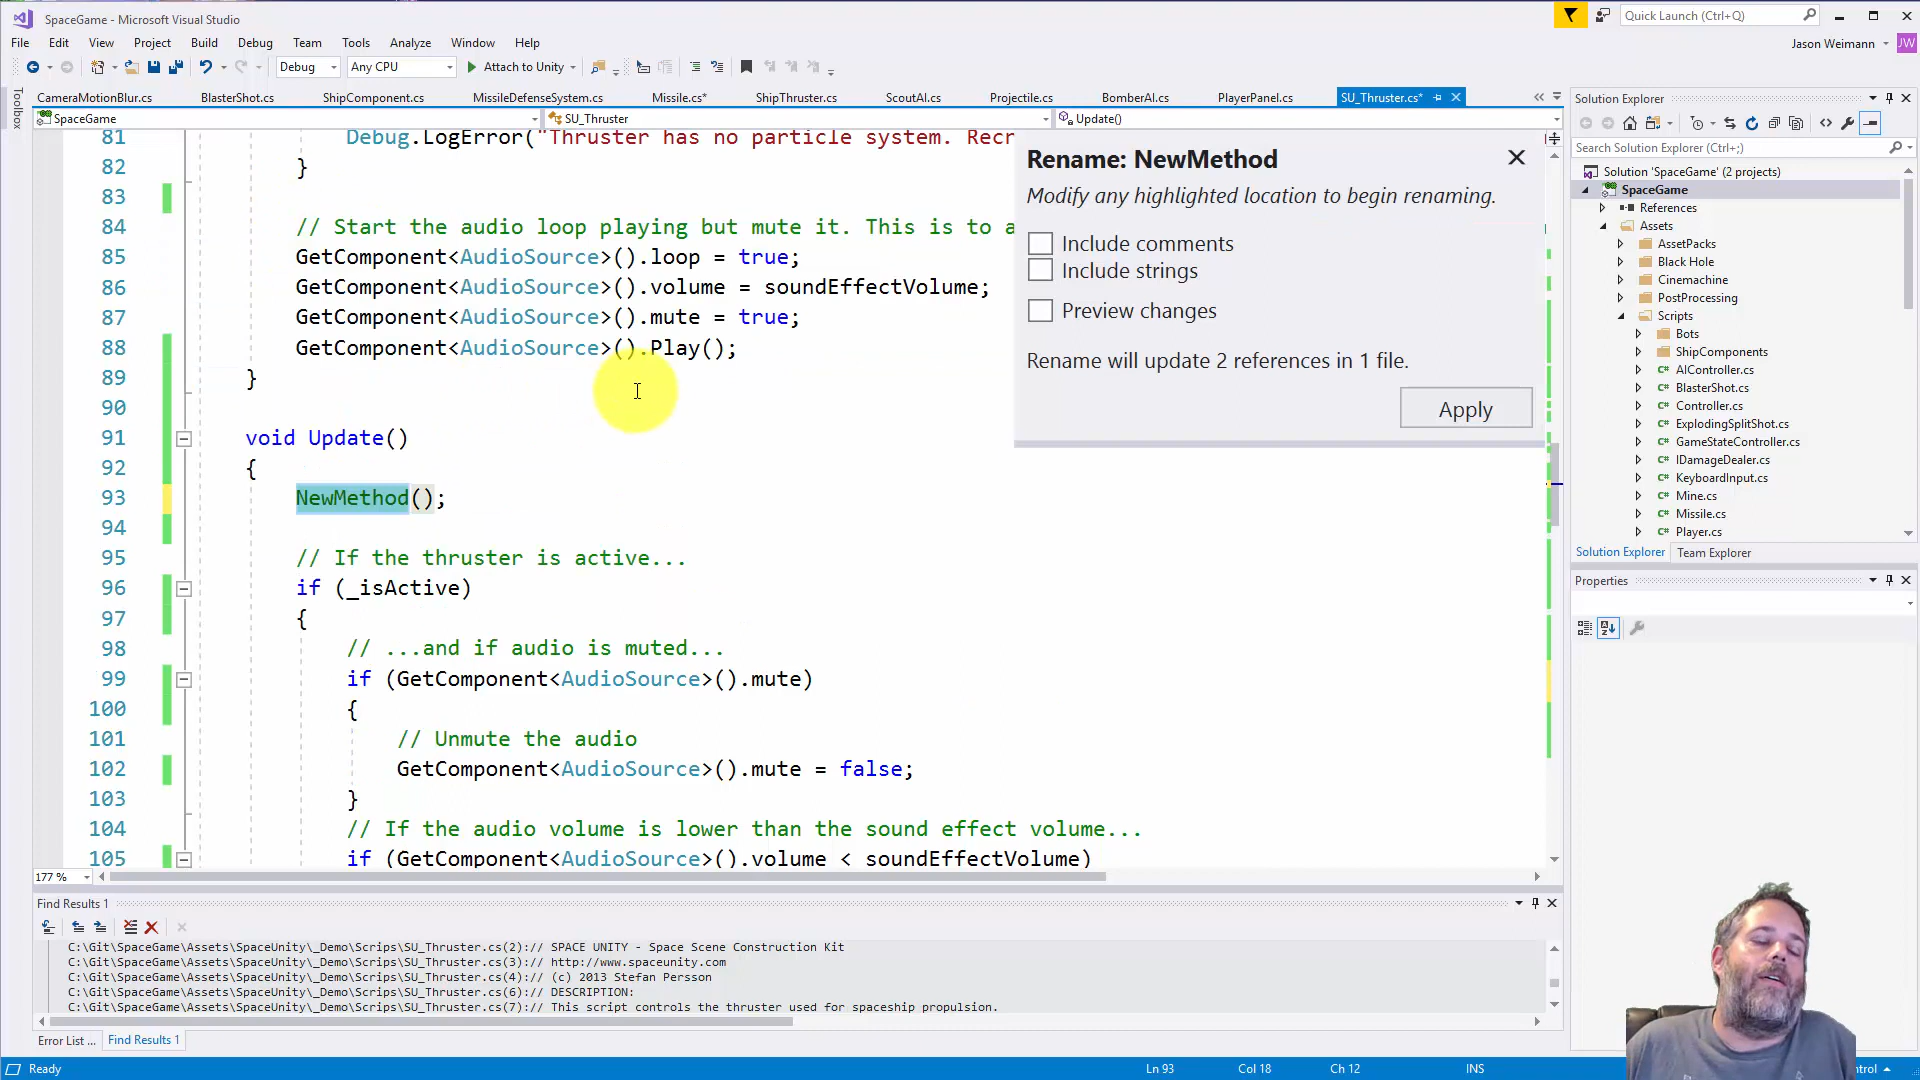 SpaceGame - Microsoft Visual Studio
Quick Launch (Ctrl+Q)
File Edit View Project Build Debug Team Tools Analyze Window Help
Jason Weimann JW
Debug Any CPU Attach to Unity
Toolbox
CameraMotionBlur.cs BlasterShot.cs ShipComponent.cs MissileDefenseSystem.cs Missile.cs* ShipThruster.cs ScoutAI.cs Projectile.cs BomberAI.cs PlayerPanel.cs SU_Thruster.cs*
SpaceGame SU_Thruster Update()
81 Debug.LogError("Thruster has no particle system. Recr
82 }
83
84 // Start the audio loop playing but mute it. This is to a
85 GetComponent<AudioSource>().loop = true;
86 GetComponent<AudioSource>().volume = soundEffectVolume;
87 GetComponent<AudioSource>().mute = true;
88 GetComponent<AudioSource>().Play();
89 }
90
91 void Update()
92 {
93 NewMethod();
94
95 // If the thruster is active...
96 if (_isActive)
97 {
98 // ...and if audio is muted...
99 if (GetComponent<AudioSource>().mute)
100 {
101 // Unmute the audio
102 GetComponent<AudioSource>().mute = false;
103 }
104 // If the audio volume is lower than the sound effect volume...
105 if (GetComponent<AudioSource>().volume < soundEffectVolume)
Rename: NewMethod
Modify any highlighted location to begin renaming.
Include comments
Include strings
Preview changes
Rename will update 2 references in 1 file.
Apply
177 %
Find Results 1
C:\Git\SpaceGame\Assets\SpaceUnity\_Demo\Scrips\SU_Thruster.cs(2):// SPACE UNITY - Space Scene Construction Kit
C:\Git\SpaceGame\Assets\SpaceUnity\_Demo\Scrips\SU_Thruster.cs(3):// http://www.spaceunity.com
C:\Git\SpaceGame\Assets\SpaceUnity\_Demo\Scrips\SU_Thruster.cs(4):// (c) 2013 Stefan Persson
C:\Git\SpaceGame\Assets\SpaceUnity\_Demo\Scrips\SU_Thruster.cs(6):// DESCRIPTION:
C:\Git\SpaceGame\Assets\SpaceUnity\_Demo\Scrips\SU_Thruster.cs(7):// This script controls the thruster used for spaceship propulsion.
Error List ... Find Results 1
Ready Ln 93 Col 18 Ch 12 INS
Solution Explorer
Search Solution Explorer (Ctrl+;)
Solution 'SpaceGame' (2 projects)
SpaceGame
References
Assets
AssetPacks
Black Hole
Cinemachine
PostProcessing
Scripts
Bots
ShipComponents
C# AIController.cs
C# BlasterShot.cs
C# Controller.cs
C# ExplodingSplitShot.cs
C# GameStateController.cs
C# IDamageDealer.cs
C# KeyboardInput.cs
C# Mine.cs
C# Missile.cs
C# Player.cs
Solution Explorer Team Explorer
Properties